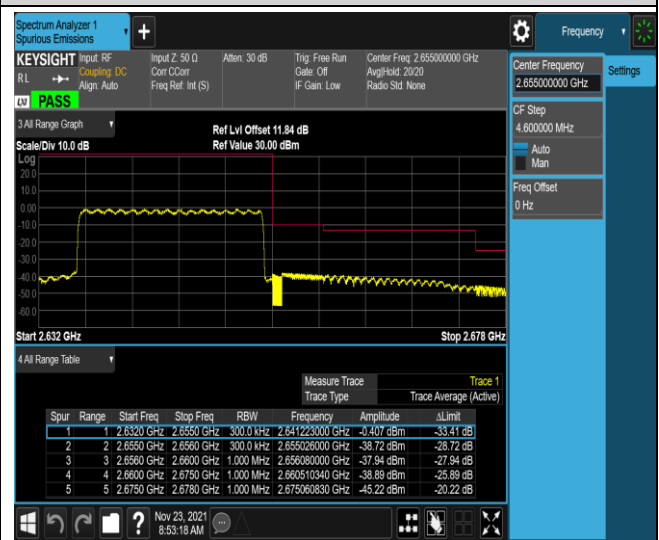 Spectrum Analyzer 1
Spurious Emissions
+
Frequency
KEYSIGHT Input: RF Input Z: 50 Ω Atten: 30 dB Trig: Free Run Center Freq: 2.655000000 GHz
RL Coupling: DC Corr CCorr Gate: Off Avg|Hold: 20/20
Align: Auto Freq Ref: Int (S) IF Gain: Low Radio Std: None
LXI PASS
Center Frequency
2.655000000 GHz
Settings
CF Step
4.600000 MHz
Auto
Man
Freq Offset
0 Hz
3 All Range Graph
Ref Lvl Offset 11.84 dB
Scale/Div 10.0 dB Ref Value 30.00 dBm
Log
20.0
10.0
0.00
-10.0
-20.0
-30.0
-40.0
-50.0
-60.0
Start 2.632 GHz Stop 2.678 GHz
4 All Range Table
Measure Trace Trace 1
Trace Type Trace Average (Active)
Spur Range Start Freq Stop Freq RBW Frequency Amplitude ΔLimit
1 1 2.6320 GHz 2.6550 GHz 300.0 kHz 2.641223000 GHz -0.407 dBm -33.41 dB
2 2 2.6550 GHz 2.6560 GHz 300.0 kHz 2.655026000 GHz -38.72 dBm -28.72 dB
3 3 2.6560 GHz 2.6600 GHz 1.000 MHz 2.656080000 GHz -37.94 dBm -27.94 dB
4 4 2.6600 GHz 2.6750 GHz 1.000 MHz 2.660510340 GHz -38.89 dBm -25.89 dB
5 5 2.6750 GHz 2.6780 GHz 1.000 MHz 2.675060830 GHz -45.22 dBm -20.22 dB
?
Nov 23, 2021
8:53:18 AM